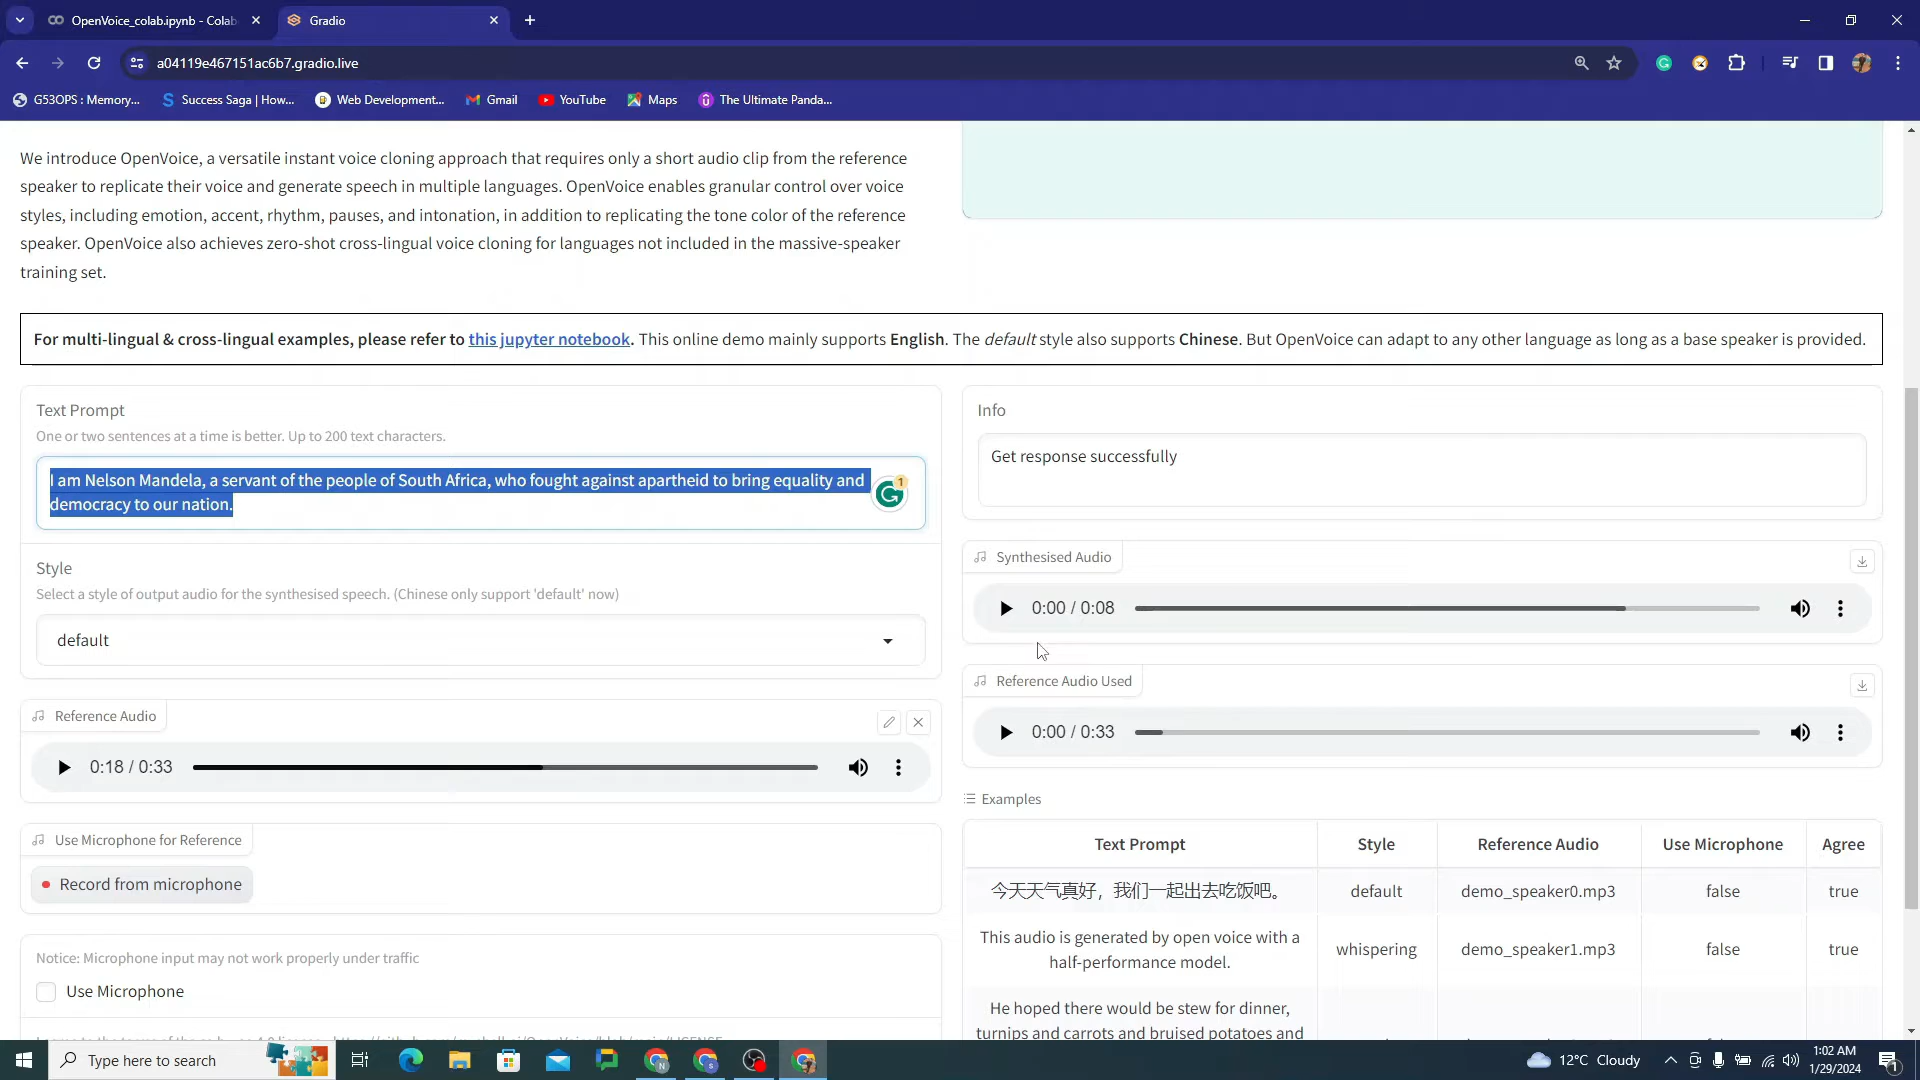 OpenVoice_colab.ipynb - Colab
Gradio
a04119e467151ac6b7.gradio.live
G53OPS : Memory...
Success Saga | How...
Web Development...
Gmail
YouTube
Maps
The Ultimate Panda...
We introduce OpenVoice, a versatile instant voice cloning approach that requires only a short audio clip from the reference
speaker to replicate their voice and generate speech in multiple languages. OpenVoice enables granular control over voice
styles, including emotion, accent, rhythm, pauses, and intonation, in addition to replicating the tone color of the reference
speaker. OpenVoice also achieves zero-shot cross-lingual voice cloning for languages not included in the massive-speaker
training set.
For multi-lingual & cross-lingual examples, please refer to this jupyter notebook. This online demo mainly supports English. The default style also supports Chinese. But OpenVoice can adapt to any other language as long as a base speaker is provided.
Text Prompt
One or two sentences at a time is better. Up to 200 text characters.
I am Nelson Mandela, a servant of the people of South Africa, who fought against apartheid to bring equality and
democracy to our nation.
1
Style
Select a style of output audio for the synthesised speech. (Chinese only support 'default' now)
default
Reference Audio
0:18 / 0:33
Use Microphone for Reference
Record from microphone
Notice: Microphone input may not work properly under traffic
Use Microphone
Info
Get response successfully
Synthesised Audio
0:00 / 0:08
Reference Audio Used
0:00 / 0:33
Examples
Text Prompt Style Reference Audio Use Microphone Agree
今天天气真好，我们一起出去吃饭吧。 default demo_speaker0.mp3 false true
This audio is generated by open voice with a
half-performance model.
whispering demo_speaker1.mp3 false true
He hoped there would be stew for dinner,
turnips and carrots and bruised potatoes and
Type here to search
12°C Cloudy
1:02 AM
1/29/2024
1